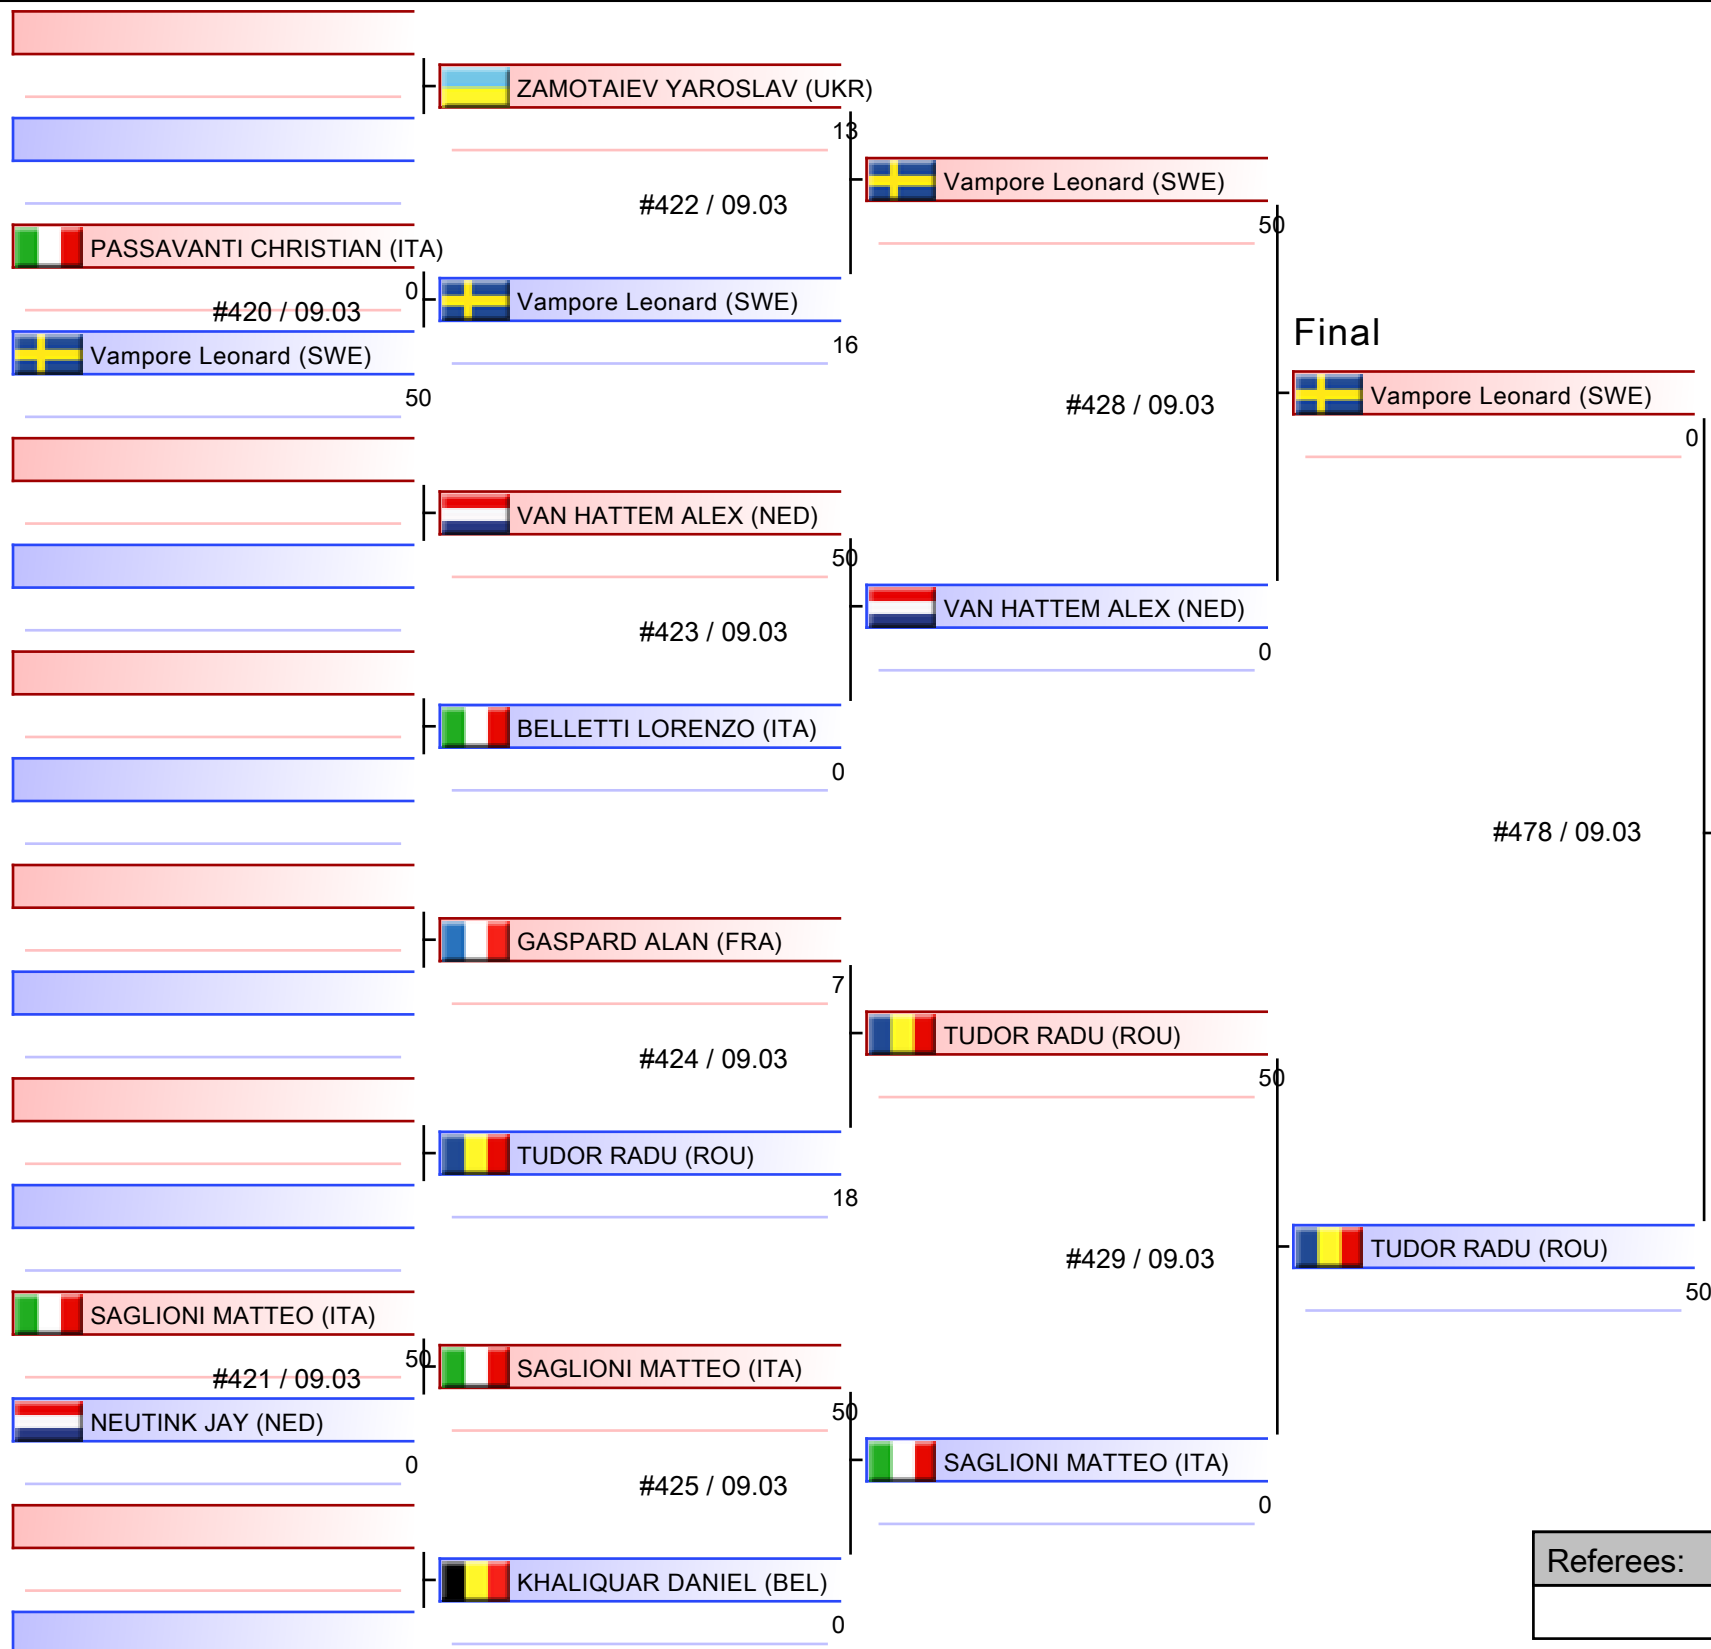 ZAMOTAIEV YAROSLAV (UKR)
13
#422 / 09.03
Vampore Leonard (SWE)
50
PASSAVANTI CHRISTIAN (ITA)
0
#420 / 09.03
Vampore Leonard (SWE)
16
Vampore Leonard (SWE)
50
Final
Vampore Leonard (SWE)
0
#428 / 09.03
VAN HATTEM ALEX (NED)
50
#423 / 09.03
VAN HATTEM ALEX (NED)
0
BELLETTI LORENZO (ITA)
0
#478 / 09.03
GASPARD ALAN (FRA)
7
#424 / 09.03
TUDOR RADU (ROU)
50
TUDOR RADU (ROU)
18
#429 / 09.03
TUDOR RADU (ROU)
50
SAGLIONI MATTEO (ITA)
50
#421 / 09.03
SAGLIONI MATTEO (ITA)
50
NEUTINK JAY (NED)
0
#425 / 09.03
SAGLIONI MATTEO (ITA)
0
KHALIQUAR DANIEL (BEL)
0
Referees: